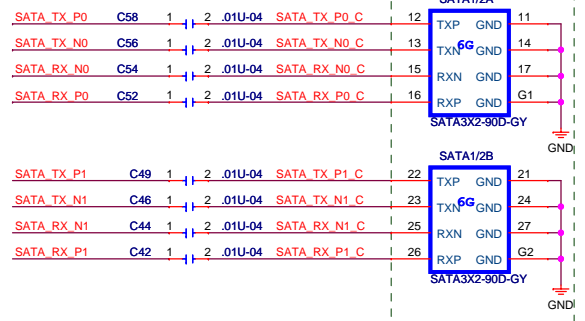 SATA1/2A
SATA_TX_P0 C58 1 2 .01U-04 SATA_TX_P0_C 12 TXP GND 11
SATA_TX_N0 C56 1 2 .01U-04 SATA_TX_N0_C 13 TXN 6G GND 14
SATA_RX_N0 C54 1 2 .01U-04 SATA_RX_N0_C 15 RXN GND 17
SATA_RX_P0 C52 1 2 .01U-04 SATA_RX_P0_C 16 RXP GND G1
SATA3X2-90D-GY
GND
SATA1/2B
SATA_TX_P1 C49 1 2 .01U-04 SATA_TX_P1_C 22 TXP GND 21
SATA_TX_N1 C46 1 2 .01U-04 SATA_TX_N1_C 23 TXN 6G GND 24
SATA_RX_N1 C44 1 2 .01U-04 SATA_RX_N1_C 25 RXN GND 27
SATA_RX_P1 C42 1 2 .01U-04 SATA_RX_P1_C 26 RXP GND G2
SATA3X2-90D-GY
GND